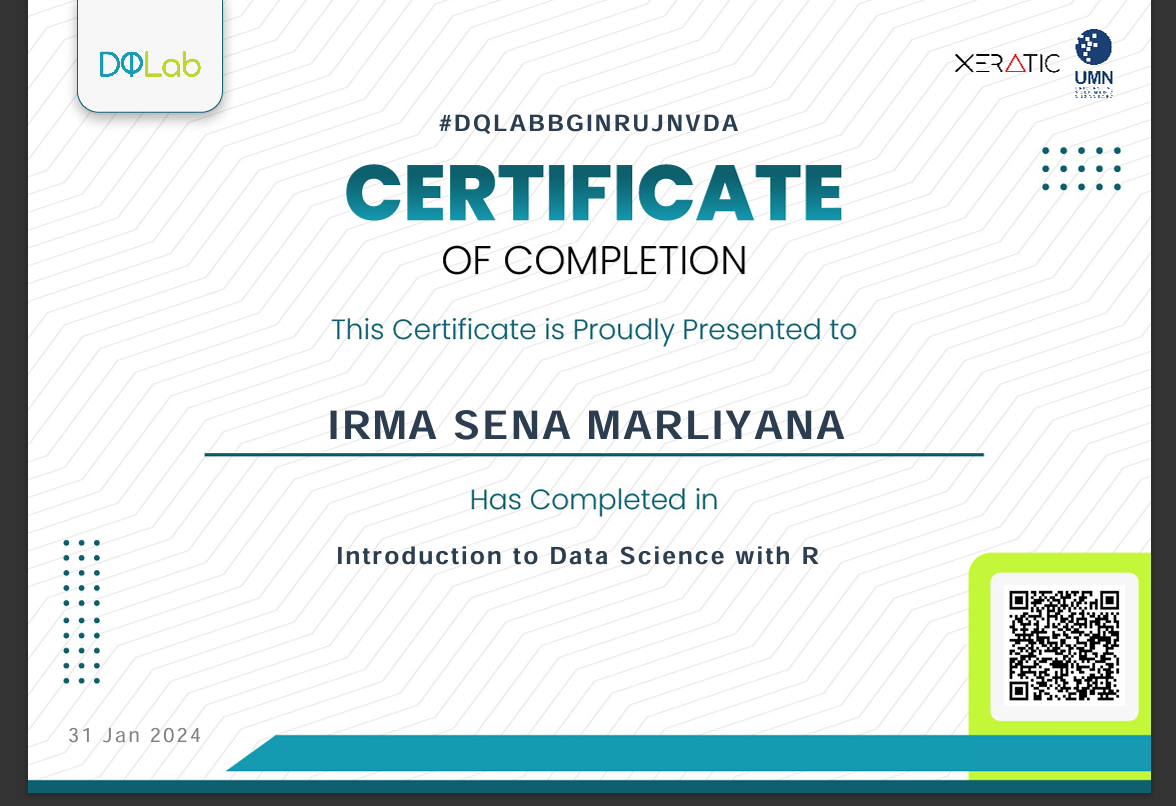 DQLab
XERATIC
UMN
#DQLABBGINRUJNVDA
CERTIFICATE
OF COMPLETION
This Certificate is Proudly Presented to
IRMA SENA MARLIYANA
Has Completed in
Introduction to Data Science with R
31 Jan 2024